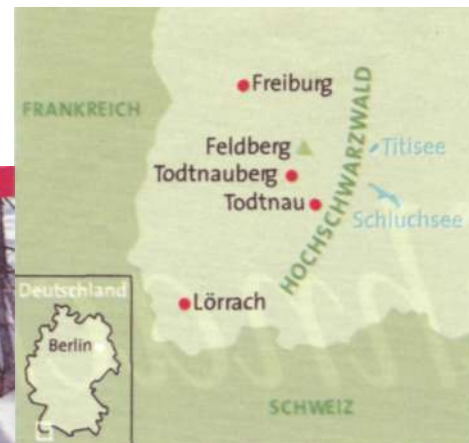 Freiburg
FRANKREICH
Feldberg
Titisee
Todtnauberg
Todtnau
Schluchsee
HOCHSCHWARZWALD
Lörrach
Deutschland
Berlin
SCHWEIZ